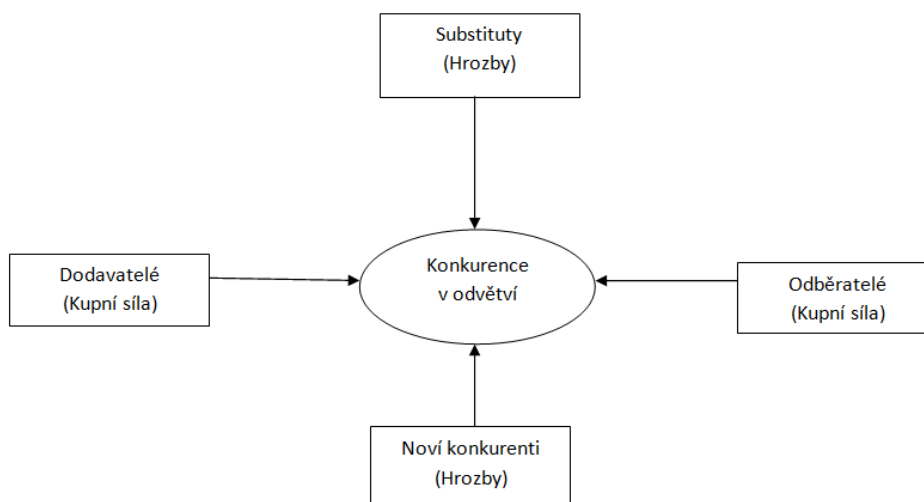 Substituty
(Hrozby)
Dodavatelé
(Kupní síla)
Konkurence
v odvětví
Odběratelé
(Kupní síla)
Noví konkurenti
(Hrozby)